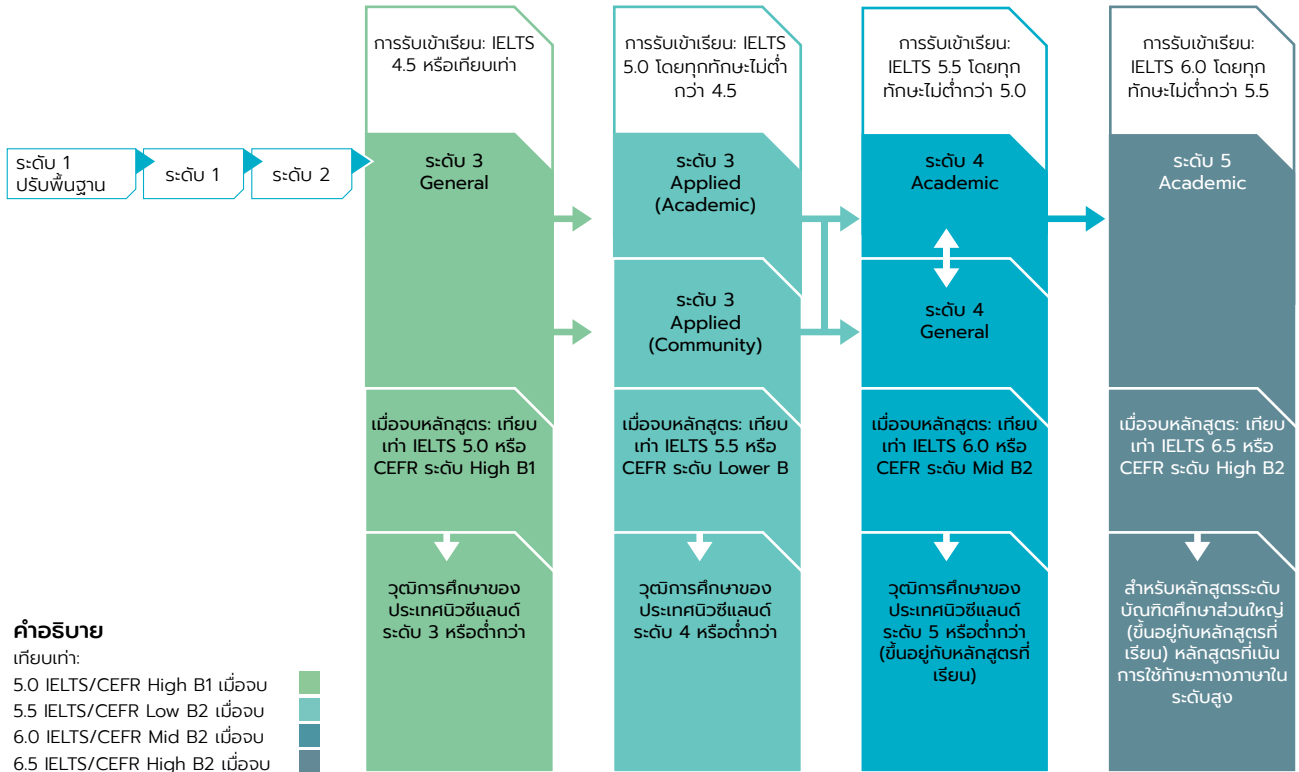 ระดับ 1
ปรับพื้นฐาน
ระดับ 1
ระดับ 2
การรับเข้าเรียน: IELTS
4.5 หรือเทียบเท่า
ระดับ 3
General
เมื่อจบหลักสูตร: เทียบ
เท่า IELTS 5.0 หรือ
CEFR ระดับ High B1
วุฒิการศึกษาของ
ประเทศนิวซีแลนด์
ระดับ 3 หรือต่ำกว่า
การรับเข้าเรียน: IELTS
5.0 โดยทุกทักษะไม่ต่ำ
กว่า 4.5
ระดับ 3
Applied
(Academic)
ระดับ 3
Applied
(Community)
เมื่อจบหลักสูตร: เทียบ
เท่า IELTS 5.5 หรือ
CEFR ระดับ Lower B
วุฒิการศึกษาของ
ประเทศนิวซีแลนด์
ระดับ 4 หรือต่ำกว่า
การรับเข้าเรียน:
IELTS 5.5 โดยทุก
ทักษะไม่ต่ำกว่า 5.0
ระดับ 4
Academic
ระดับ 4
General
เมื่อจบหลักสูตร: เทียบ
เท่า IELTS 6.0 หรือ
CEFR ระดับ Mid B2
วุฒิการศึกษาของ
ประเทศนิวซีแลนด์
ระดับ 5 หรือต่ำกว่า
(ขึ้นอยู่กับหลักสูตรที่
เรียน)
การรับเข้าเรียน:
IELTS 6.0 โดยทุก
ทักษะไม่ต่ำกว่า 5.5
ระดับ 5
Academic
เมื่อจบหลักสูตร: เทียบ
เท่า IELTS 6.5 หรือ
CEFR ระดับ High B2
สำหรับหลักสูตรระดับ
บัณฑิตศึกษาส่วนใหญ่
(ขึ้นอยู่กับหลักสูตรที่
เรียน) หลักสูตรที่เน้น
การใช้ทักษะทางภาษาใน
ระดับสูง
คำอธิบาย
เทียบเท่า:
5.0 IELTS/CEFR High B1 เมื่อจบ
5.5 IELTS/CEFR Low B2 เมื่อจบ
6.0 IELTS/CEFR Mid B2 เมื่อจบ
6.5 IELTS/CEFR High B2 เมื่อจบ